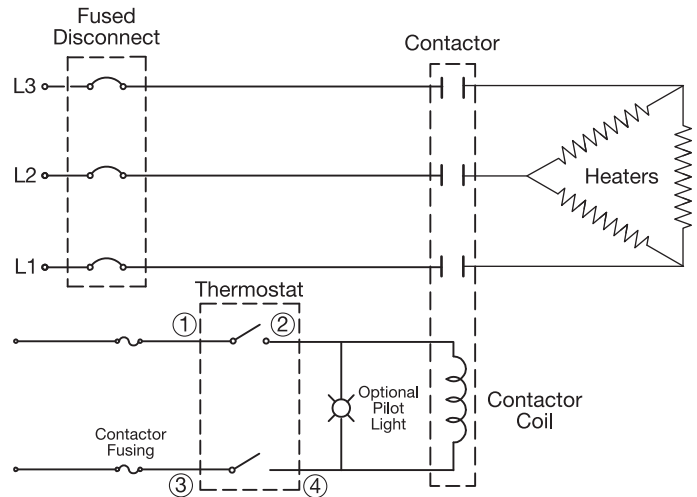 Fused
Disconnect
Contactor
L3
L2
Heaters
L1
Thermostat
① ②
Optional
Pilot
Light
Contactor
Coil
Contactor
Fusing
③ ④